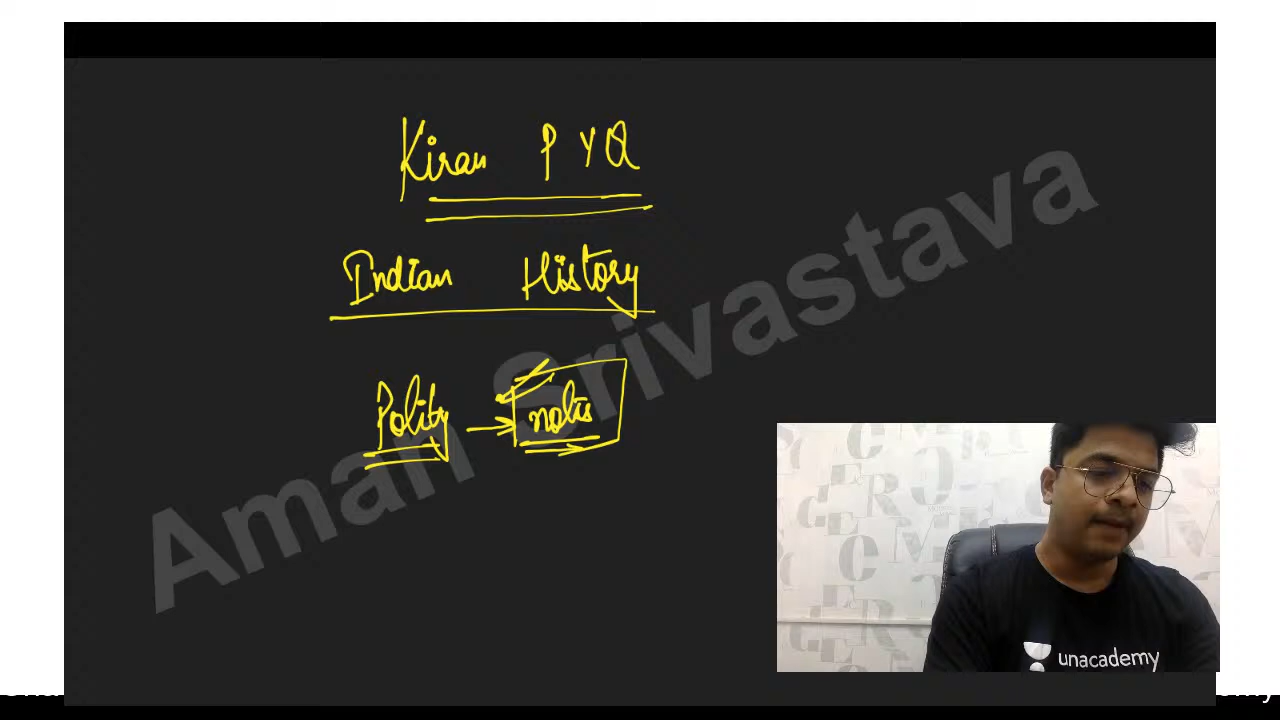 Kiran PYQ
Indian History
Polity → notes
Aman Srivastava
unacademy